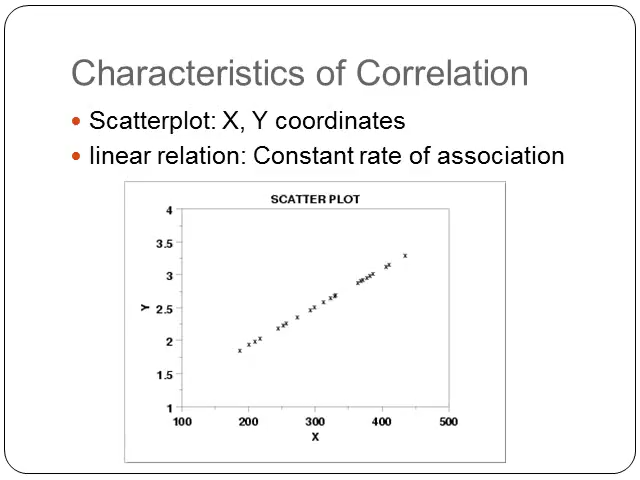 Characteristics of Correlation
• Scatterplot: X, Y coordinates
• linear relation: Constant rate of association
SCATTER PLOT
4
3.5
3
2.5
2
1.5
1
Y
100 200 300 400 500
X